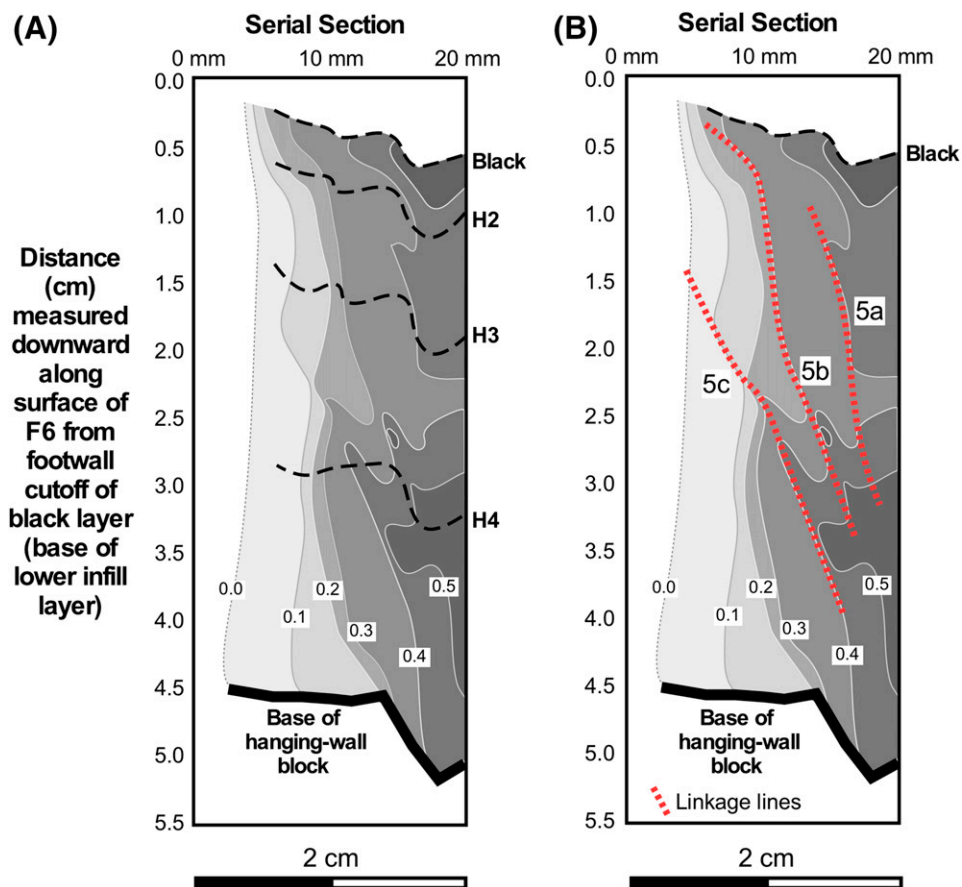 (A)
Serial Section
0 mm 10 mm 20 mm
Distance
(cm)
measured
downward
along
surface of
F6 from
footwall
cutoff of
black layer
(base of
lower infill
layer)
0.0
0.5
1.0
1.5
2.0
2.5
3.0
3.5
4.0
4.5
5.0
5.5
Black
H2
H3
H4
0.0
0.1
0.2
0.3
0.4
0.5
Base of
hanging-wall
block
2 cm
(B)
Serial Section
0 mm 10 mm 20 mm
0.0
0.5
1.0
1.5
2.0
2.5
3.0
3.5
4.0
4.5
5.0
5.5
Black
5a
5b
5c
0.0
0.1
0.2
0.3
0.4
0.5
Base of
hanging-wall
block
Linkage lines
2 cm